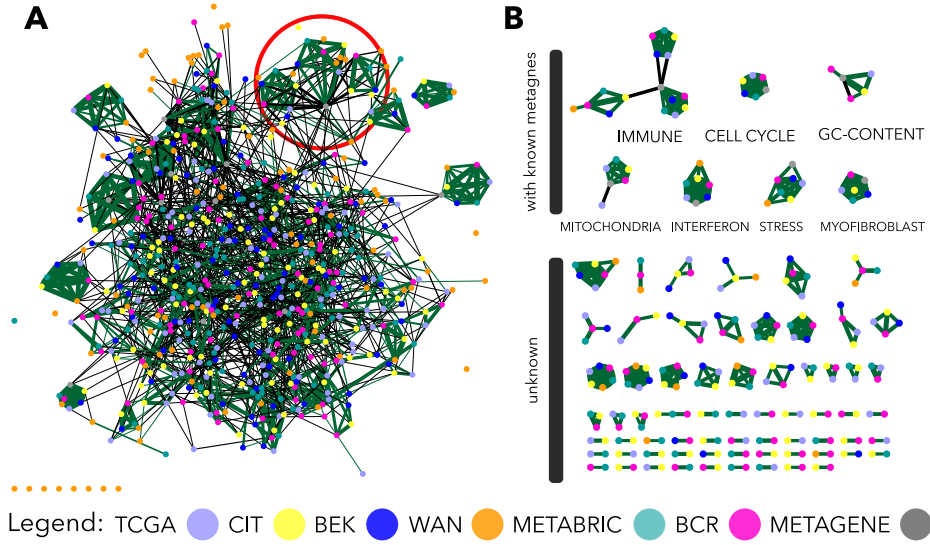 A
B
with known metagnes
IMMUNE CELL CYCLE GC-CONTENT
MITOCHONDRIA INTERFERON STRESS MYOFIBROBLAST
unknown
Legend: TCGA CIT BEK WAN METABRIC BCR METAGENE